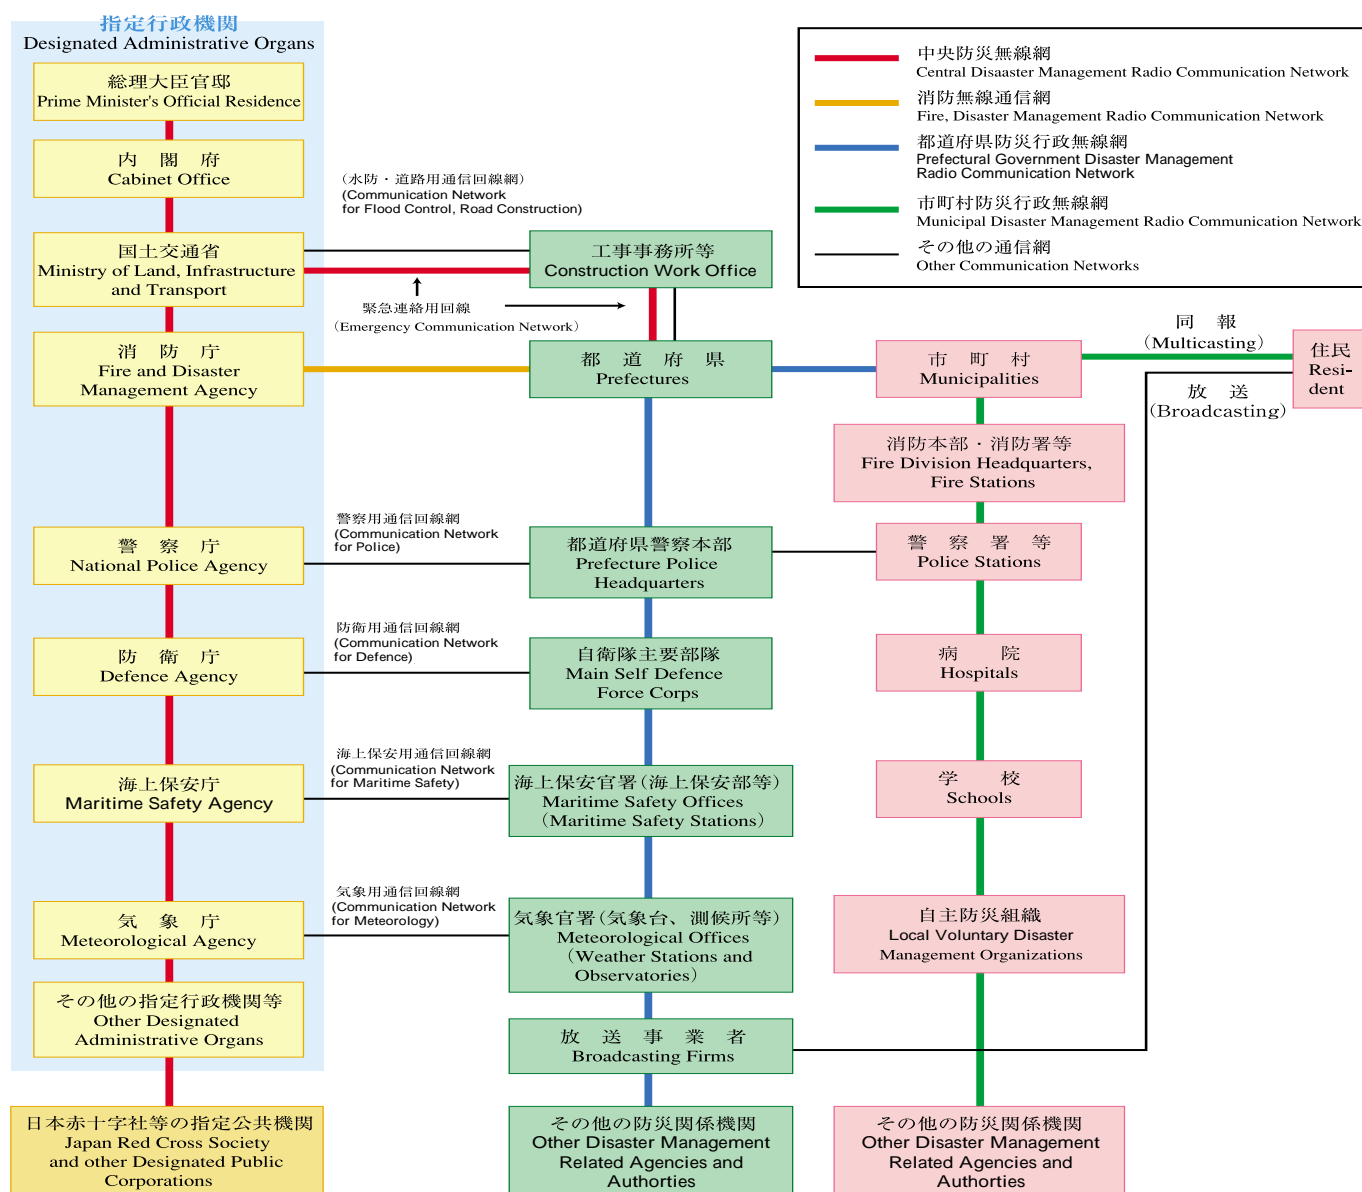 指定行政機関
Designated Administrative Organs
総理大臣官邸
Prime Minister's Official Residence
内 閣 府
Cabinet Office
国土交通省
Ministry of Land, Infrastructure
and Transport
消 防 庁
Fire and Disaster
Management Agency
警 察 庁
National Police Agency
防 衛 庁
Defence Agency
海上保安庁
Maritime Safety Agency
気 象 庁
Meteorological Agency
その他の指定行政機関等
Other Designated
Administrative Organs
日本赤十字社等の指定公共機関
Japan Red Cross Society
and other Designated Public
Corporations
(水防・道路用通信回線網)
(Communication Network
for Flood Control, Road Construction)
緊急連絡用回線
(Emergency Communication Network)
警察用通信回線網
(Communication Network
for Police)
防衛用通信回線網
(Communication Network
for Defence)
海上保安用通信回線網
(Communication Network
for Maritime Safety)
気象用通信回線網
(Communication Network
for Meteorology)
工事事務所等
Construction Work Office
都 道 府 県
Prefectures
都道府県警察本部
Prefecture Police
Headquarters
自衛隊主要部隊
Main Self Defence
Force Corps
海上保安官署(海上保安部等)
Maritime Safety Offices
(Maritime Safety Stations)
気象官署(気象台、測候所等)
Meteorological Offices
(Weather Stations and
Observatories)
放 送 事 業 者
Broadcasting Firms
その他の防災関係機関
Other Disaster Management
Related Agencies and
Authorties
中央防災無線網
Central Disaaster Management Radio Communication Network
消防無線通信網
Fire, Disaster Management Radio Communication Network
都道府県防災行政無線網
Prefectural Government Disaster Management
Radio Communication Network
市町村防災行政無線網
Municipal Disaster Management Radio Communication Network
その他の通信網
Other Communication Networks
市 町 村
Municipalities
消防本部・消防署等
Fire Division Headquarters,
Fire Stations
警 察 署 等
Police Stations
病 院
Hospitals
学 校
Schools
自主防災組織
Local Voluntary Disaster
Management Organizations
その他の防災関係機関
Other Disaster Management
Related Agencies and
Authorties
同 報
(Multicasting)
放 送
(Broadcasting)
住民
Resi-
dent